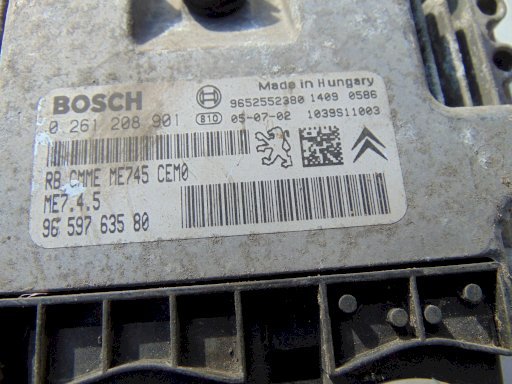 Made in Hungary
BOSCH 9652552380 1409 0586
0 261 208 901 810 05-07-02 1039S11003
RB CMME ME745 CEM0
ME7.4.5
96 597 635 80